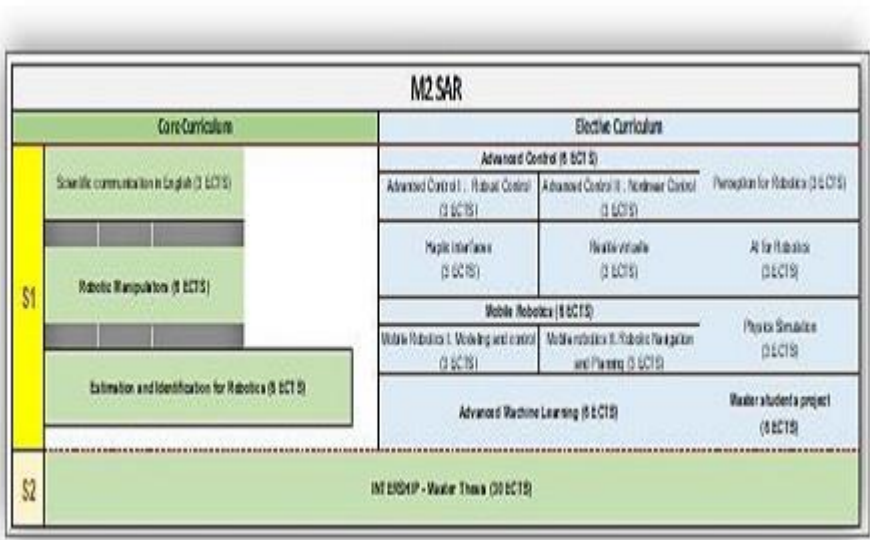 M2 SAR
Core Curriculum
Elective Curriculum
S1
Scientific communication in English (3 ECTS)
Robotic Manipulators (6 ECTS)
Estimation and Identification for Robotics (6 ECTS)
Advanced Control (6 ECTS)
Advanced Control I : Robust Control
(3 ECTS)
Advanced Control II : Nonlinear Control
(3 ECTS)
Perception for Robotics (3 ECTS)
Haptic Interfaces
(3 ECTS)
Réalité virtuelle
(3 ECTS)
AI for Robotics
(3 ECTS)
Mobile Robotics (6 ECTS)
Mobile Robotics I. Modeling and control
(3 ECTS)
Mobile robotics II. Robotic Navigation
and Planning (3 ECTS)
Physics Simulation
(3 ECTS)
Advanced Machine Learning (6 ECTS)
Master students project
(6 ECTS)
S2
INTERSHIP - Master Thesis (30 ECTS)